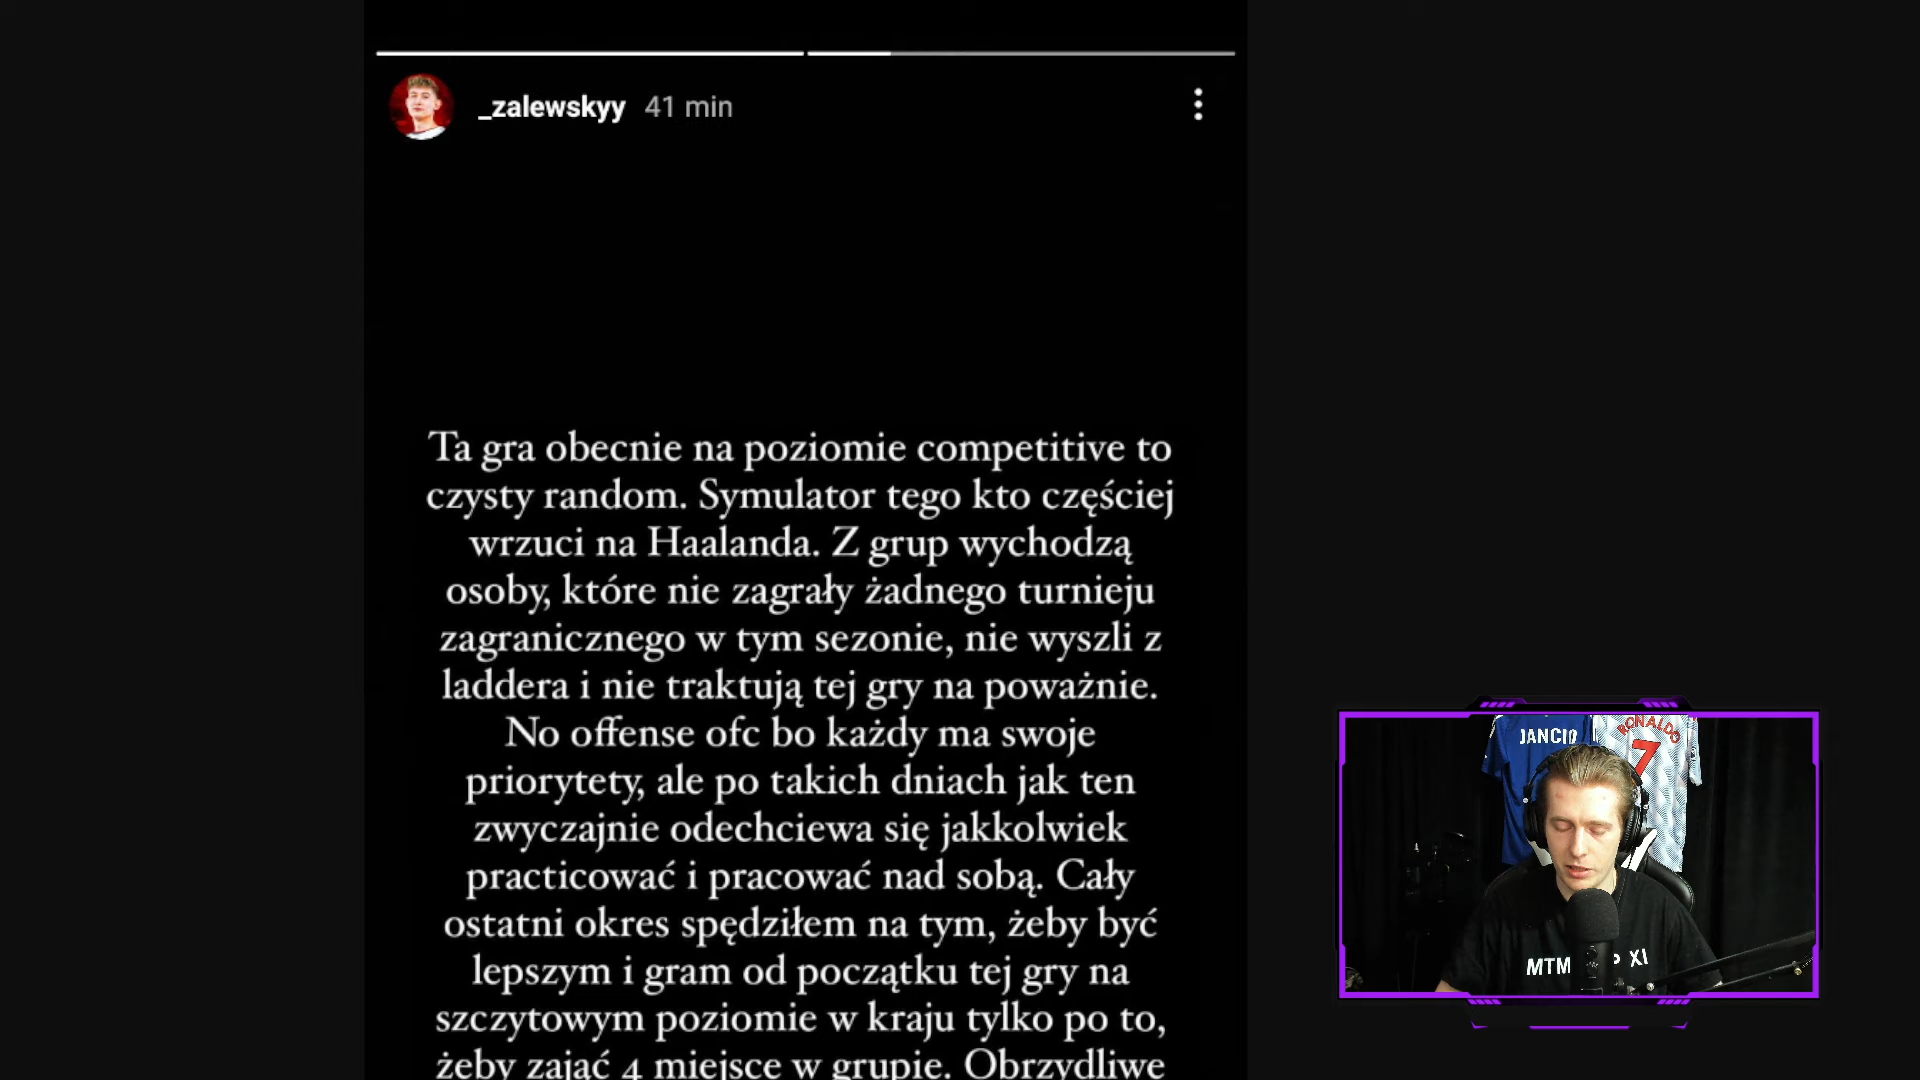 _zalewskyy 41 min
Ta gra obecnie na poziomie competitive to
czysty random. Symulator tego kto częściej
wrzuci na Haalanda. Z grup wychodzą
osoby, które nie zagrały żadnego turnieju
zagranicznego w tym sezonie, nie wyszli z
laddera i nie traktują tej gry na poważnie.
No offense ofc bo każdy ma swoje
priorytety, ale po takich dniach jak ten
zwyczajnie odechciewa się jakkolwiek
practicować i pracować nad sobą. Cały
ostatni okres spędziłem na tym, żeby być
lepszym i gram od początku tej gry na
szczytowym poziomie w kraju tylko po to,
żeby zająć 4 miejsce w grupie. Obrzydliwe
JANCIO
RONALDO
7
MTM
XI